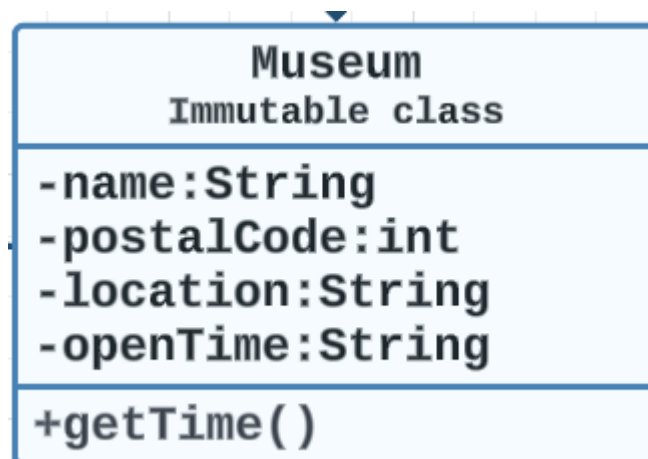 Museum
Immutable class
-name:String
-postalCode:int
-location:String
-openTime:String
+getTime()